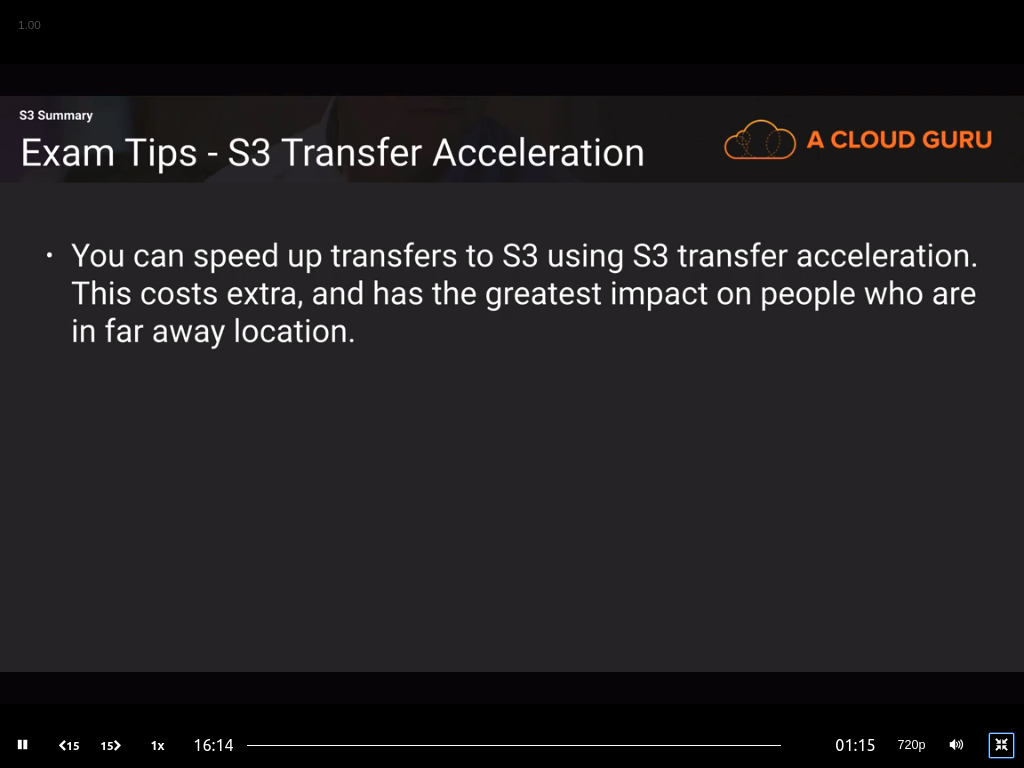 1.00
S3 Summary
Exam Tips - S3 Transfer Acceleration
A CLOUD GURU
• You can speed up transfers to S3 using S3 transfer acceleration.
This costs extra, and has the greatest impact on people who are
in far away location.
15 15 1x 16:14 01:15 720p